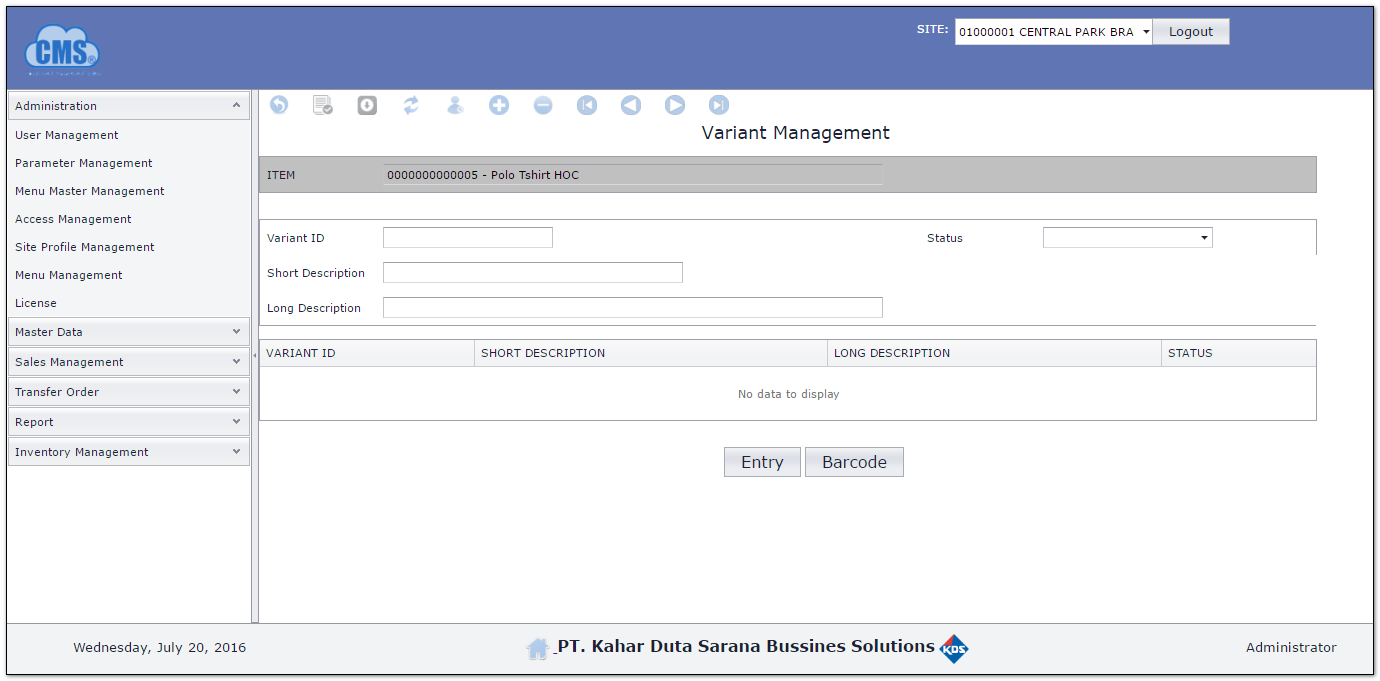 CMS®
SITE: 01000001 CENTRAL PARK BRA Logout
Administration
User Management
Parameter Management
Menu Master Management
Access Management
Site Profile Management
Menu Management
License
Master Data
Sales Management
Transfer Order
Report
Inventory Management
Variant Management
ITEM 0000000000005 - Polo Tshirt HOC
Variant ID Status
Short Description
Long Description
VARIANT ID SHORT DESCRIPTION LONG DESCRIPTION STATUS
No data to display
Entry Barcode
Wednesday, July 20, 2016 PT. Kahar Duta Sarana Bussines Solutions KDS Administrator